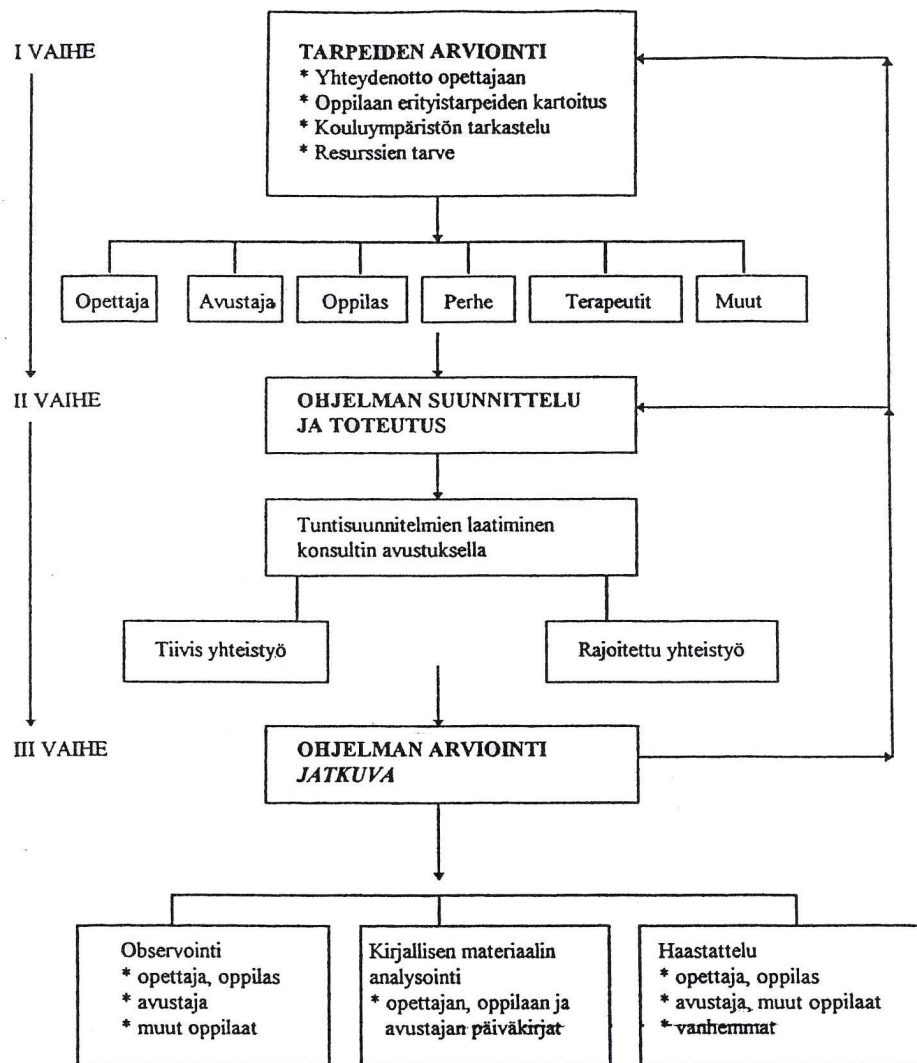 I VAIHE
TARPEIDEN ARVIOINTI
* Yhteydenotto opettajaan
* Oppilaan erityistarpeiden kartoitus
* Kouluympäristön tarkastelu
* Resurssien tarve
Opettaja
Avustaja
Oppilas
Perhe
Terapeutit
Muut
II VAIHE
OHJELMAN SUUNNITTELU
JA TOTEUTUS
Tuntisuunnitelmien laatiminen
konsultin avustuksella
Tiivis yhteistyö
Rajoitettu yhteistyö
III VAIHE
OHJELMAN ARVIOINTI
JATKUVA
Observointi
* opettaja, oppilas
* avustaja
* muut oppilaat
Kirjallisen materiaalin
analysointi
* opettajan, oppilaan ja
avustajan päiväkirjat
Haastattelu
* opettaja, oppilas
* avustaja, muut oppilaat
* vanhemmat